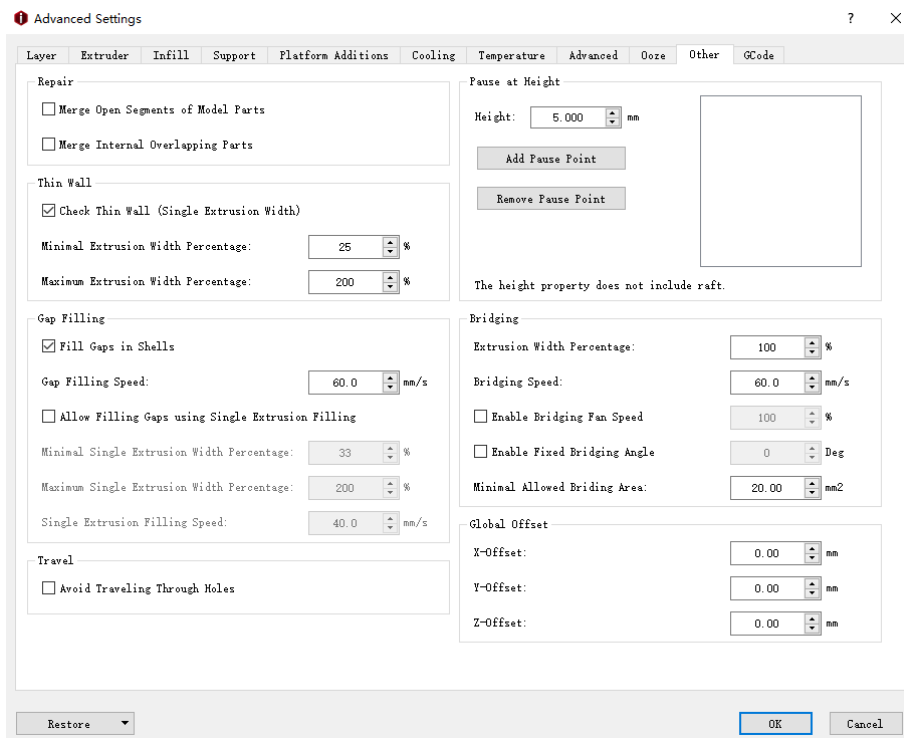 Advanced Settings
?
Layer
Extruder
Infill
Support
Platform Additions
Cooling
Temperature
Advanced
Ooze
Other
GCode
Repair
Merge Open Segments of Model Parts
Merge Internal Overlapping Parts
Thin Wall
Check Thin Wall (Single Extrusion Width)
Minimal Extrusion Width Percentage: 25 %
Maximum Extrusion Width Percentage: 200 %
Gap Filling
Fill Gaps in Shells
Gap Filling Speed: 60.0 mm/s
Allow Filling Gaps using Single Extrusion Filling
Minimal Single Extrusion Width Percentage: 33 %
Maximum Single Extrusion Width Percentage: 200 %
Single Extrusion Filling Speed: 40.0 mm/s
Travel
Avoid Traveling Through Holes
Pause at Height
Height: 5.000 mm
Add Pause Point
Remove Pause Point
The height property does not include raft.
Bridging
Extrusion Width Percentage: 100 %
Bridging Speed: 60.0 mm/s
Enable Bridging Fan Speed 100 %
Enable Fixed Bridging Angle 0 Deg
Minimal Allowed Briding Area: 20.00 mm2
Global Offset
X-Offset: 0.00 mm
Y-Offset: 0.00 mm
Z-Offset: 0.00 mm
Restore
OK
Cancel